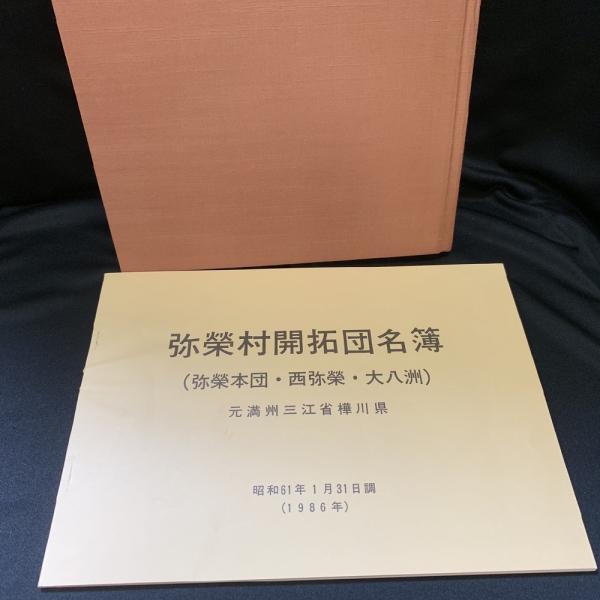 弥榮村開拓団名簿
(弥榮本団・西弥榮・大八洲)
元満州三江省樺川県
昭和61年1月31日調
(1986年)